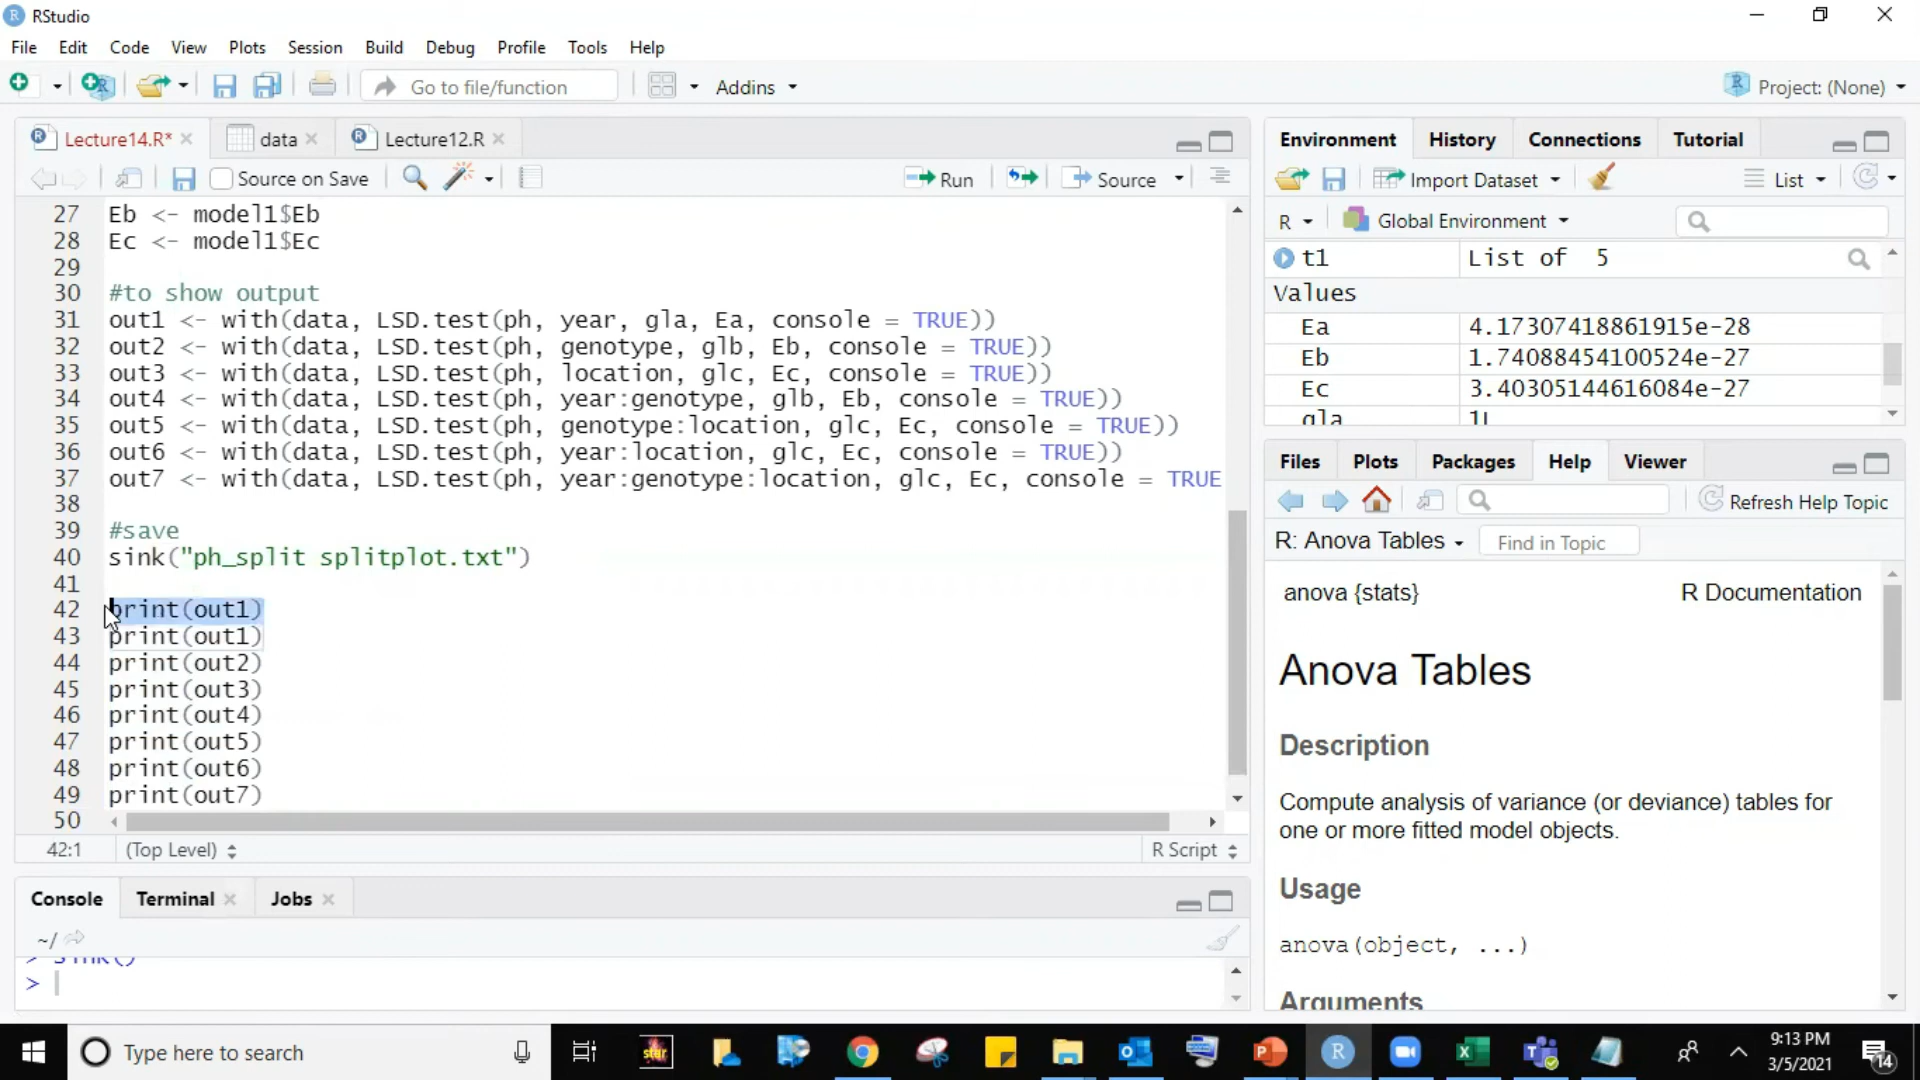 RStudio
File Edit Code View Plots Session Build Debug Profile Tools Help
Go to file/function Addins Project: (None)
Lecture14.R* data Lecture12.R
Source on Save Run Source
27 Eb <- model1$Eb
28 Ec <- model1$Ec
29
30 #to show output
31 out1 <- with(data, LSD.test(ph, year, gla, Ea, console = TRUE))
32 out2 <- with(data, LSD.test(ph, genotype, glb, Eb, console = TRUE))
33 out3 <- with(data, LSD.test(ph, location, glc, Ec, console = TRUE))
34 out4 <- with(data, LSD.test(ph, year:genotype, glb, Eb, console = TRUE))
35 out5 <- with(data, LSD.test(ph, genotype:location, glc, Ec, console = TRUE))
36 out6 <- with(data, LSD.test(ph, year:location, glc, Ec, console = TRUE))
37 out7 <- with(data, LSD.test(ph, year:genotype:location, glc, Ec, console = TRUE
38
39 #save
40 sink("ph_split splitplot.txt")
41
42 print(out1)
43 print(out1)
44 print(out2)
45 print(out3)
46 print(out4)
47 print(out5)
48 print(out6)
49 print(out7)
50
42:1 (Top Level) R Script
Console Terminal Jobs
~/
> sink()
>
Environment History Connections Tutorial
Import Dataset List
R Global Environment
t1 List of 5
Values
Ea 4.17307418861915e-28
Eb 1.74088454100524e-27
Ec 3.40305144616084e-27
gla 1L
Files Plots Packages Help Viewer
Refresh Help Topic
R: Anova Tables Find in Topic
anova {stats} R Documentation
Anova Tables
Description
Compute analysis of variance (or deviance) tables for
one or more fitted model objects.
Usage
anova(object, ...)
Arguments
Type here to search
9:13 PM
3/5/2021
14